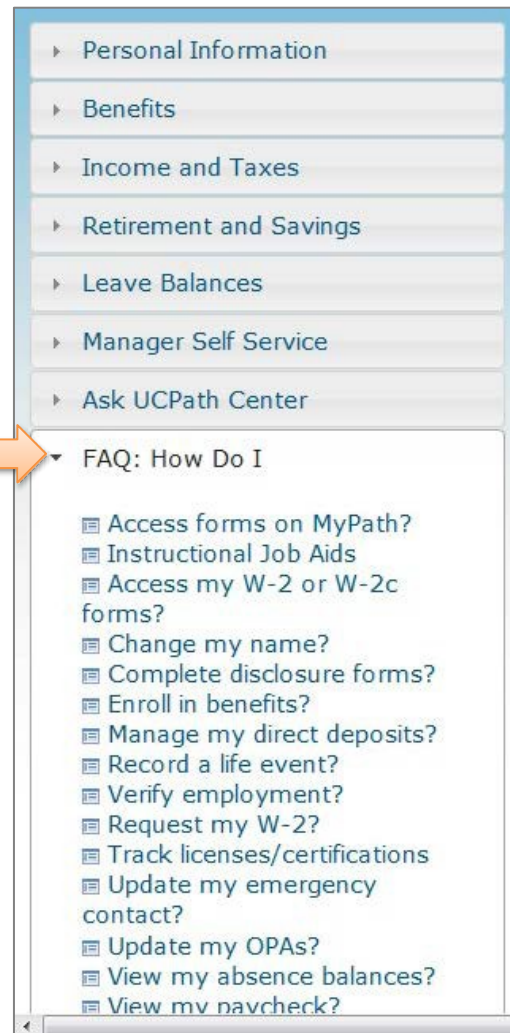 Personal Information
Benefits
Income and Taxes
Retirement and Savings
Leave Balances
Manager Self Service
Ask UCPath Center
FAQ: How Do I
Access forms on MyPath?
Instructional Job Aids
Access my W-2 or W-2c
forms?
Change my name?
Complete disclosure forms?
Enroll in benefits?
Manage my direct deposits?
Record a life event?
Verify employment?
Request my W-2?
Track licenses/certifications
Update my emergency
contact?
Update my OPAs?
View my absence balances?
View my paycheck?